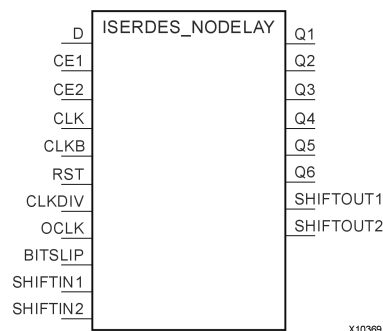 ISERDES_NODELAY
D
CE1
CE2
CLK
CLKB
RST
CLKDIV
OCLK
BITSLIP
SHIFTIN1
SHIFTIN2
Q1
Q2
Q3
Q4
Q5
Q6
SHIFTOUT1
SHIFTOUT2
X10369